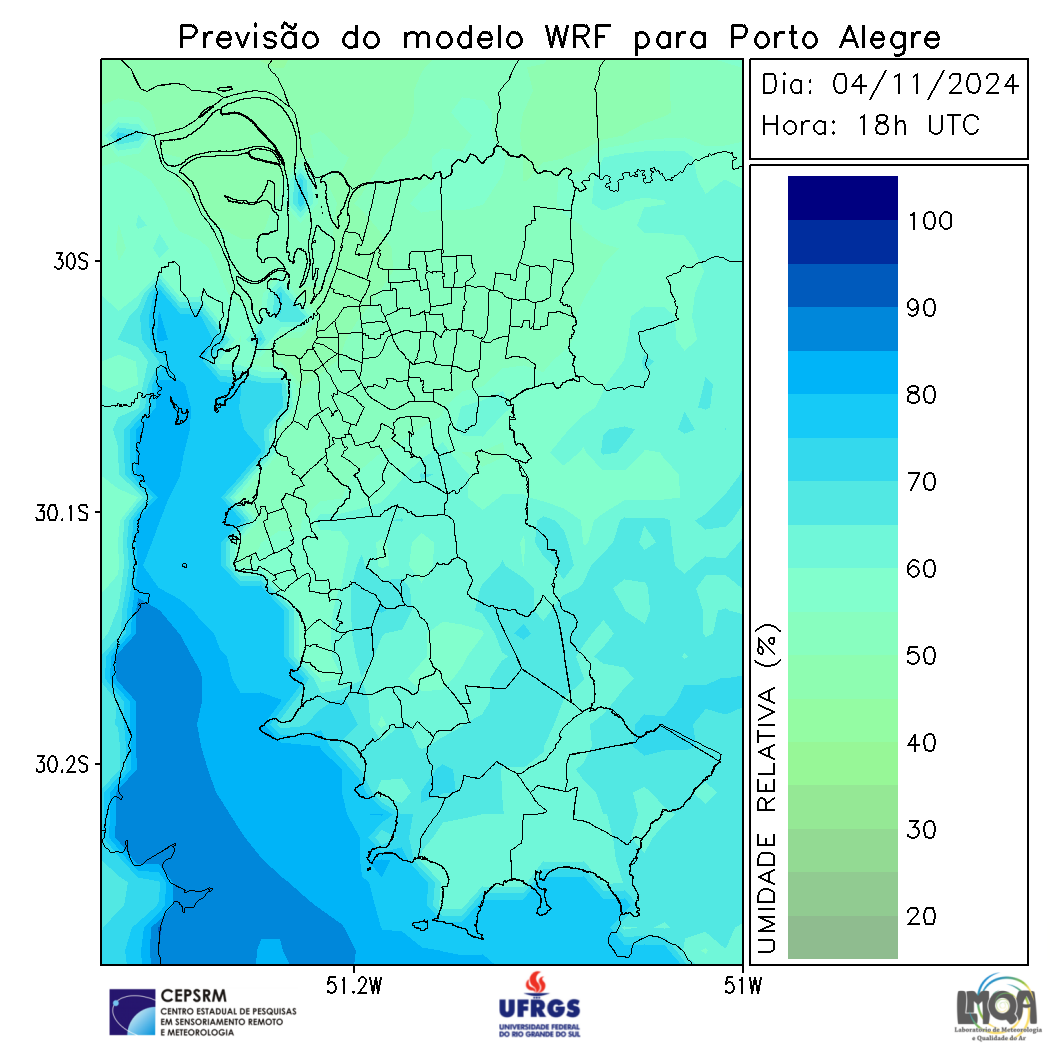 Previsão do modelo WRF para Porto Alegre
Dia: 04/11/2024
Hora: 18h UTC
30S
30.1S
30.2S
51.2W
51W
100
90
80
70
60
50
40
30
20
UMIDADE RELATIVA (%)
CEPSRM
CENTRO ESTADUAL DE PESQUISAS
EM SENSORIAMENTO REMOTO
E METEOROLOGIA
UFRGS
UNIVERSIDADE FEDERAL
DO RIO GRANDE DO SUL
LMQA
Laboratório de Meteorologia
e Qualidade do Ar